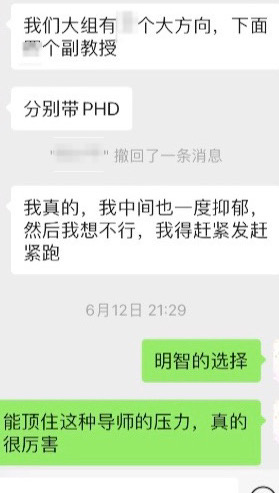 我们大组有 个大方向，下面
个副教授
分别带PHD
" " 撤回了一条消息
我真的，我中间也一度抑郁，
然后我想不行，我得赶紧发赶
紧跑
6月12日 21:29
明智的选择
能顶住这种导师的压力，真的
很厉害